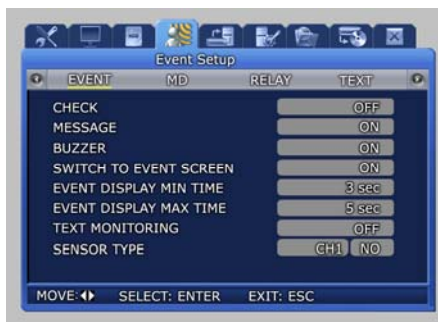 Event Setup
EVENT MD RELAY TEXT
CHECK OFF
MESSAGE ON
BUZZER ON
SWITCH TO EVENT SCREEN ON
EVENT DISPLAY MIN TIME 3 sec
EVENT DISPLAY MAX TIME 5 sec
TEXT MONITORING OFF
SENSOR TYPE CH1 NO
MOVE: SELECT: ENTER EXIT: ESC